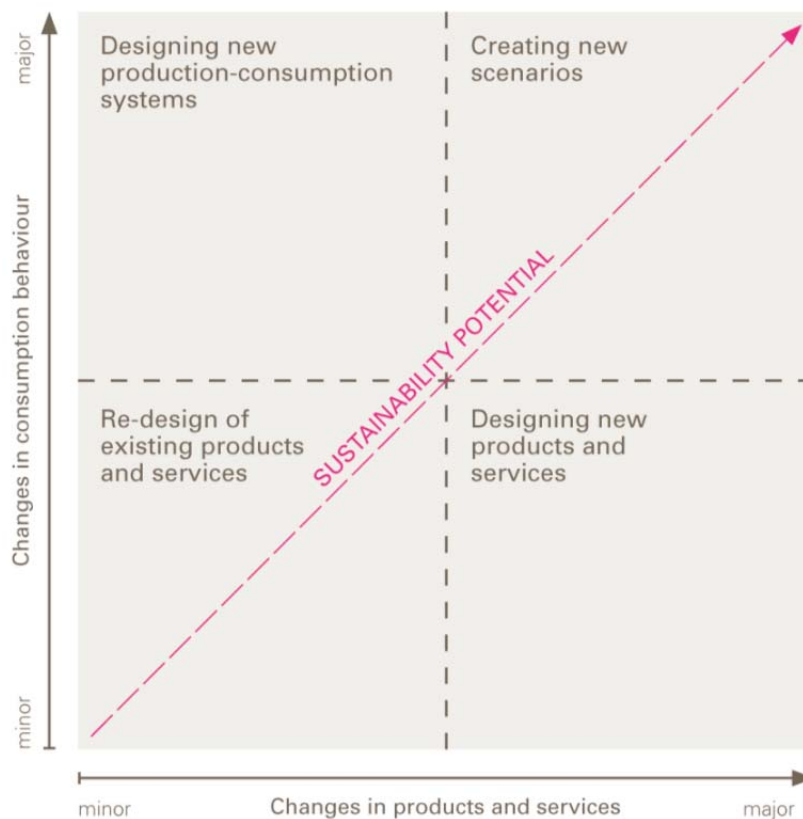 major
Designing new
production-consumption
systems
Creating new
scenarios
Changes in consumption behaviour
SUSTAINABILITY POTENTIAL
Re-design of
existing products
and services
Designing new
products and
services
minor
minor
Changes in products and services
major